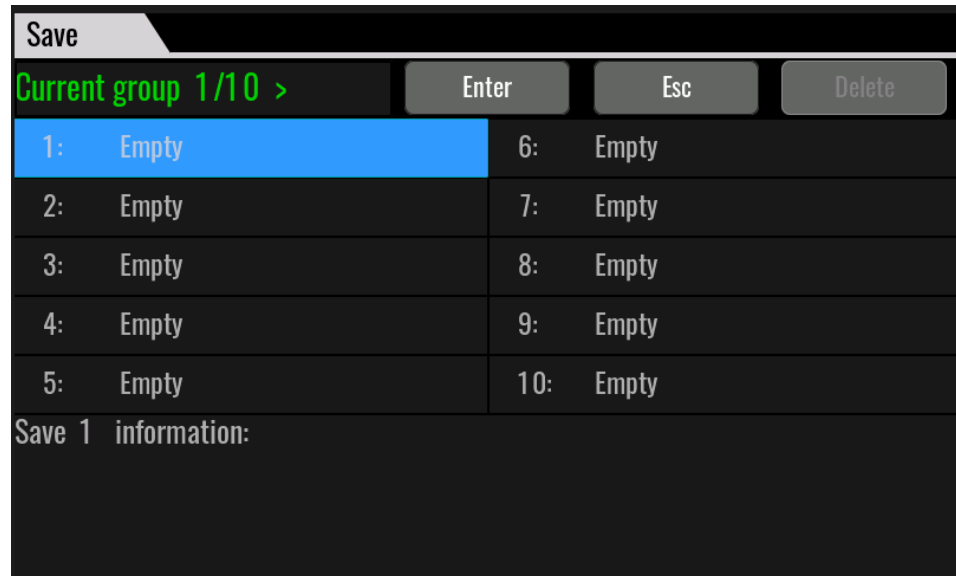 Save
Current group 1/10 > Enter Esc Delete
1: Empty 6: Empty
2: Empty 7: Empty
3: Empty 8: Empty
4: Empty 9: Empty
5: Empty 10: Empty
Save 1 information: